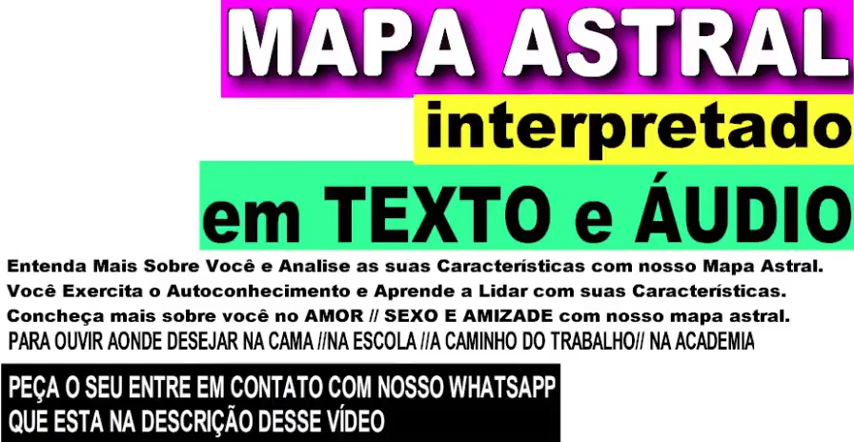 MAPA ASTRAL
interpretado
em TEXTO e ÁUDIO
Entenda Mais Sobre Você e Analise as suas Características com nosso Mapa Astral.
Você Exercita o Autoconhecimento e Aprende a Lidar com suas Características.
Concheça mais sobre você no AMOR // SEXO E AMIZADE com nosso mapa astral.
PARA OUVIR AONDE DESEJAR NA CAMA //NA ESCOLA //A CAMINHO DO TRABALHO// NA ACADEMIA
PEÇA O SEU ENTRE EM CONTATO COM NOSSO WHATSAPP
QUE ESTA NA DESCRIÇÃO DESSE VÍDEO